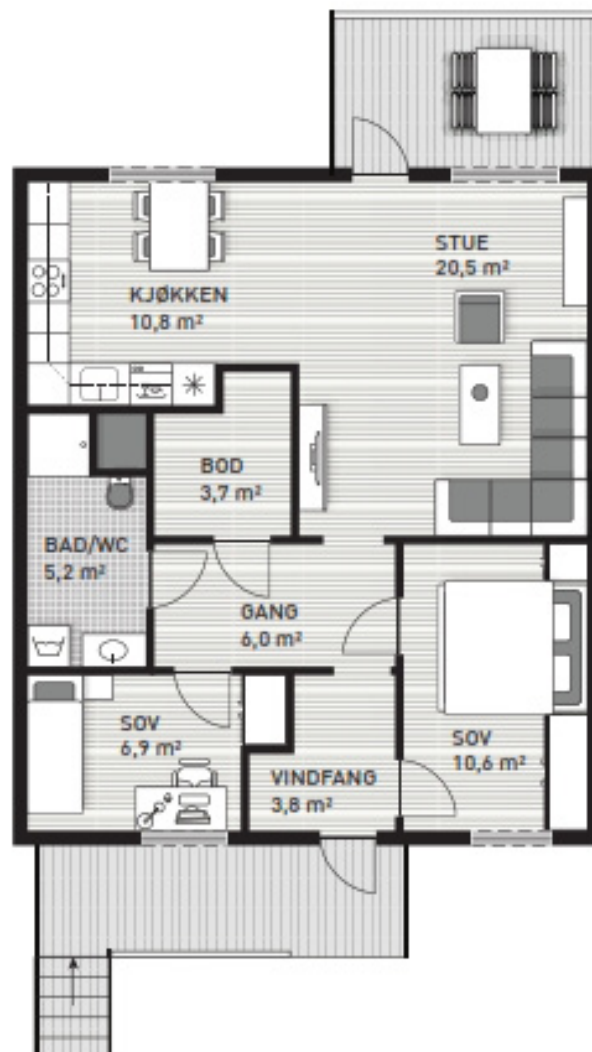 STUE
20,5 m²
KJØKKEN
10,8 m²
BOD
3,7 m²
BAD/WC
5,2 m²
GANG
6,0 m²
SOV
6,9 m²
SOV
10,6 m²
VINDFANG
3,8 m²